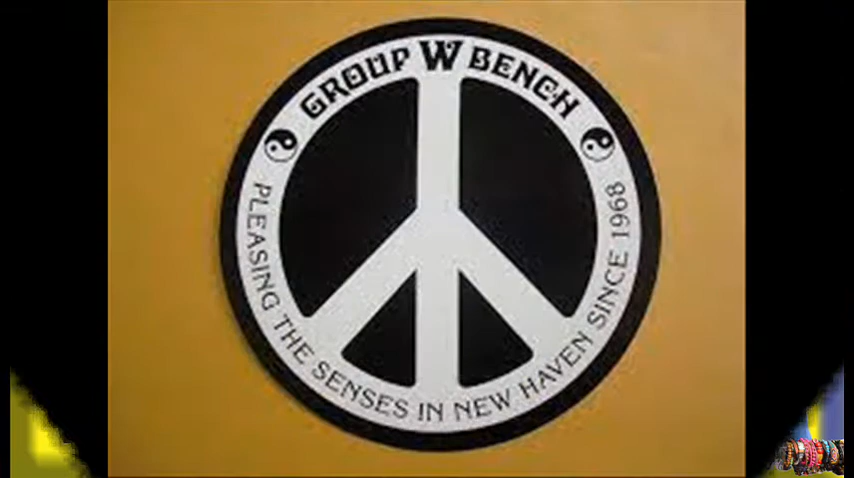 GROUP W BENCH
PLEASING THE SENSES IN NEW HAVEN SINCE 1968